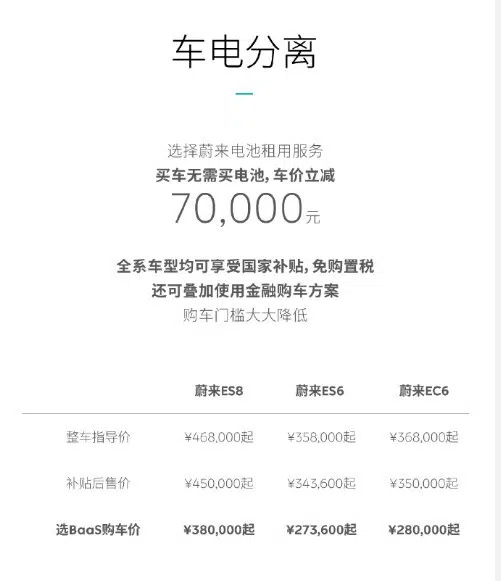 车电分离
选择蔚来电池租用服务
买车无需买电池, 车价立减
70,000元
全系车型均可享受国家补贴, 免购置税
还可叠加使用金融购车方案
购车门槛大大降低
蔚来ES8 蔚来ES6 蔚来EC6
整车指导价 ¥468,000起 ¥358,000起 ¥368,000起
补贴后售价 ¥450,000起 ¥343,600起 ¥350,000起
选BaaS购车价 ¥380,000起 ¥273,600起 ¥280,000起